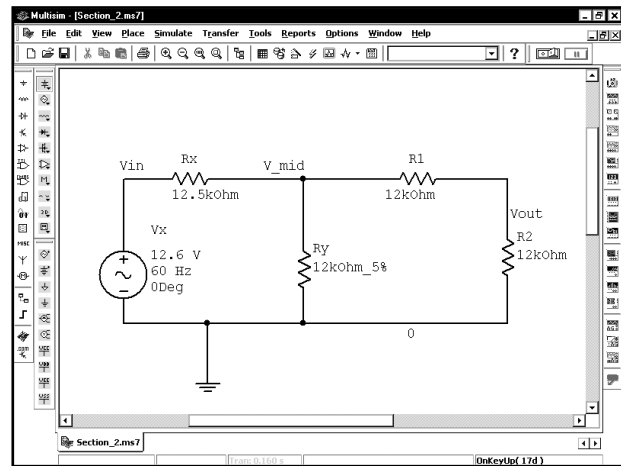 Multisim - [Section_2.ms7]
File Edit View Place Simulate Transfer Tools Reports Options Window Help
Vin
Rx
12.5kOhm
V_mid
R1
12kOhm
Vout
R2
12kOhm
Vx
12.6 V
60 Hz
0Deg
Ry
12kOhm_5%
0
MISC
.com
Section_2.ms7
Tran: 0.160 s
OnKeyUp( 17d )